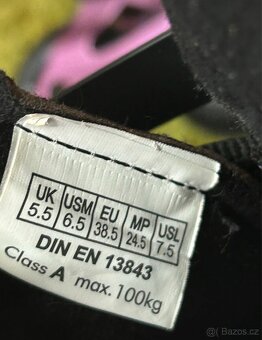 UK USM EU MP USL
5.5 6.5 38.5 24.5 7.5
DIN EN 13843
Class A max. 100kg
Bazoš.cz